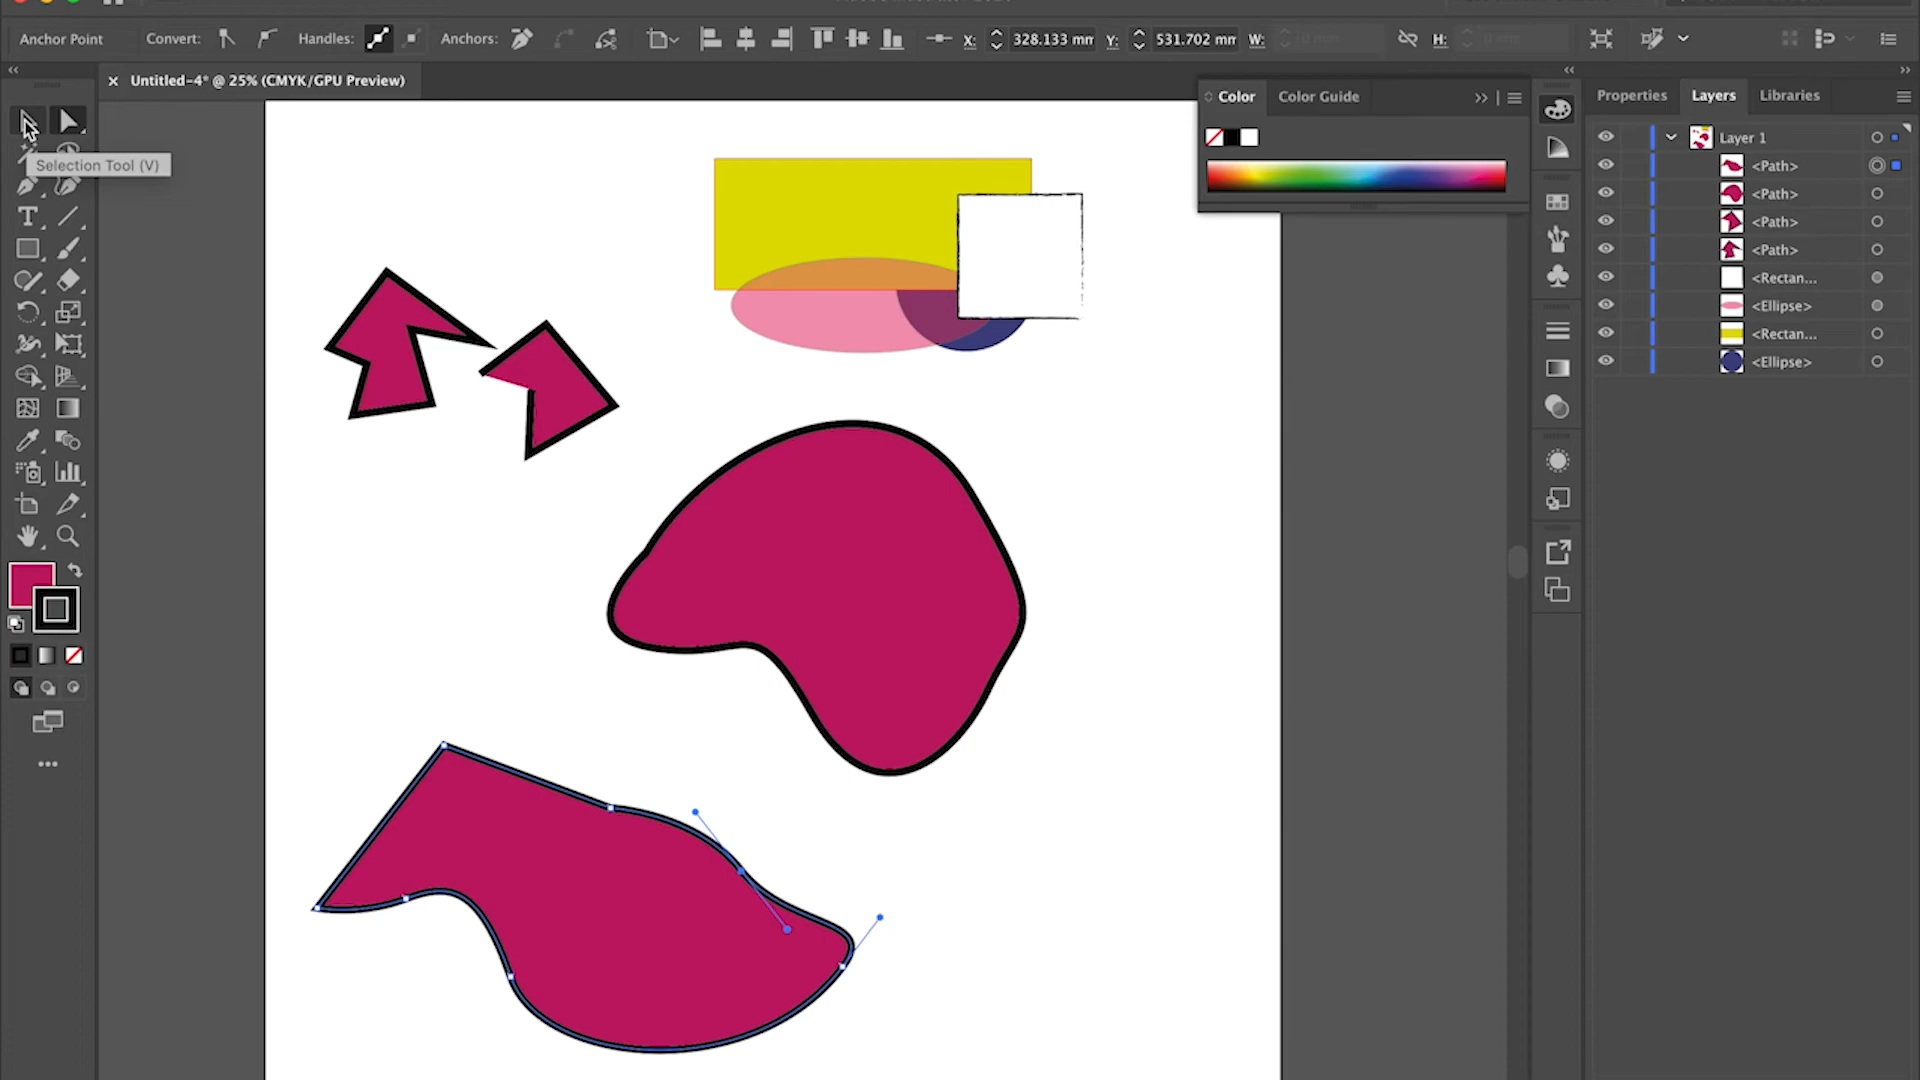 Anchor Point Convert: Handles: Anchors: X: 328.133 mm Y: 531.702 mm W: H:
Untitled-4* @ 25% (CMYK/GPU Preview)
Selection Tool (V)
Color Color Guide
Properties Layers Libraries
Layer 1
<Path>
<Path>
<Path>
<Path>
<Rectan...
<Ellipse>
<Rectan...
<Ellipse>